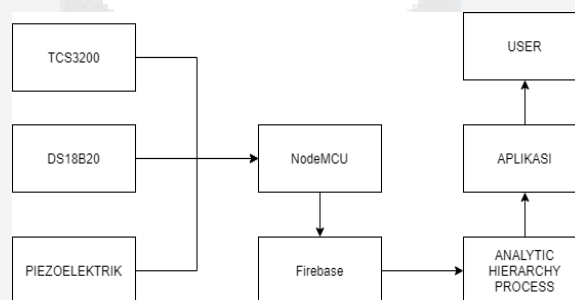 TCS3200
USER
DS18B20
NodeMCU
APLIKASI
PIEZOELEKTRIK
Firebase
ANALYTIC
HIERARCHY
PROCESS